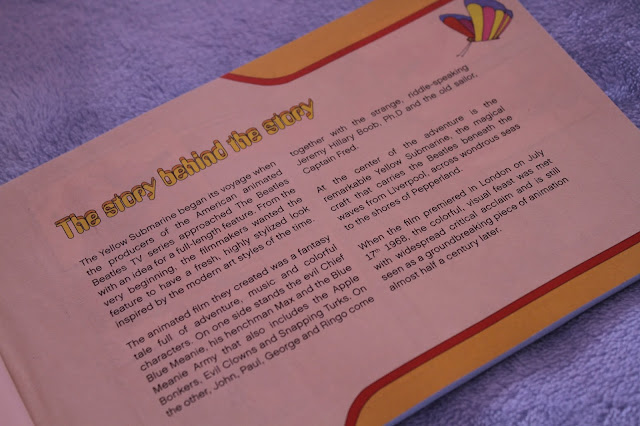 The story behind the story
The Yellow Submarine began its voyage when
the producers of the American animated
Beatles TV series approached The Beatles
with an idea for a full-length feature. From the
very beginning, the filmmakers wanted the
feature to have a fresh, highly stylized look
inspired by the modern art styles of the time.
The animated film they created was a fantasy
tale full of adventure, music and colorful
characters. On one side stands the evil Chief
Blue Meanie, his henchman Max and the Blue
Meanie Army that also includes the Apple
Bonkers, Evil Clowns and Snapping Turks. On
the other, John, Paul, George and Ringo come
together with the strange, riddle-speaking
Jeremy Hillary Boob, Ph.D and the old sailor,
Captain Fred.
At the center of the adventure is the
remarkable Yellow Submarine, the magical
craft that carries the Beatles beneath the
waves from Liverpool, across wondrous seas
to the shores of Pepperland.
When the film premiered in London on July
17th 1968, the colorful, visual feast was met
with widespread critical acclaim and is still
seen as a groundbreaking piece of animation
almost half a century later.